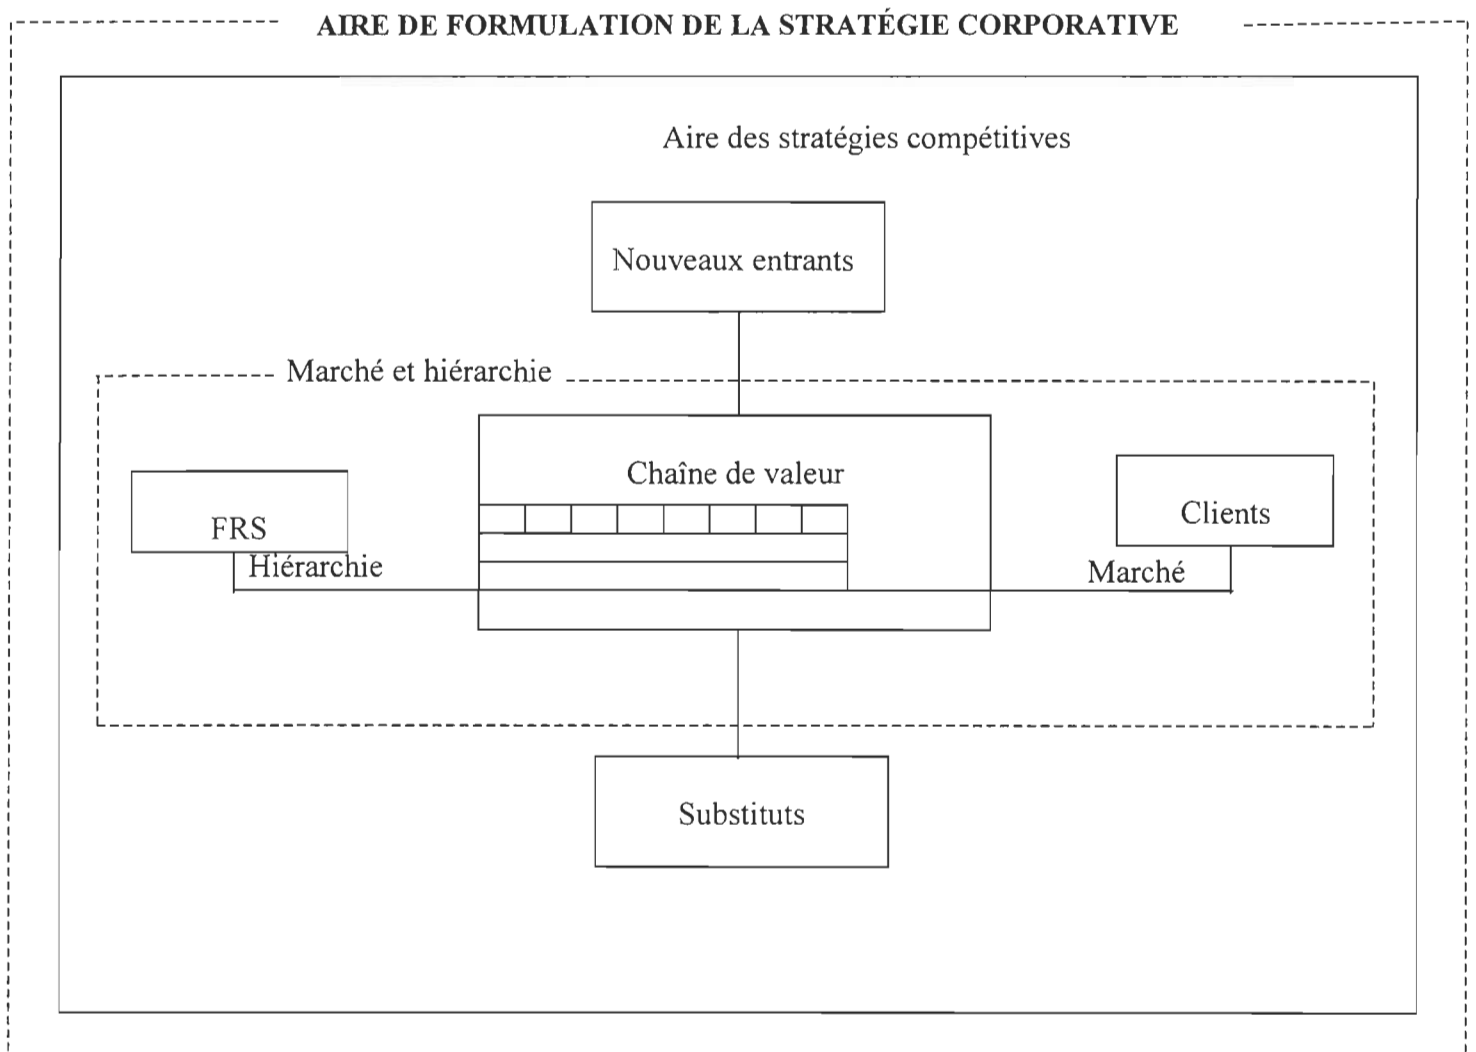 AIRE DE FORMULATION DE LA STRATÉGIE CORPORATIVE
Aire des stratégies compétitives
Nouveaux entrants
Marché et hiérarchie
Chaîne de valeur
FRS
Clients
Hiérarchie
Marché
Substituts